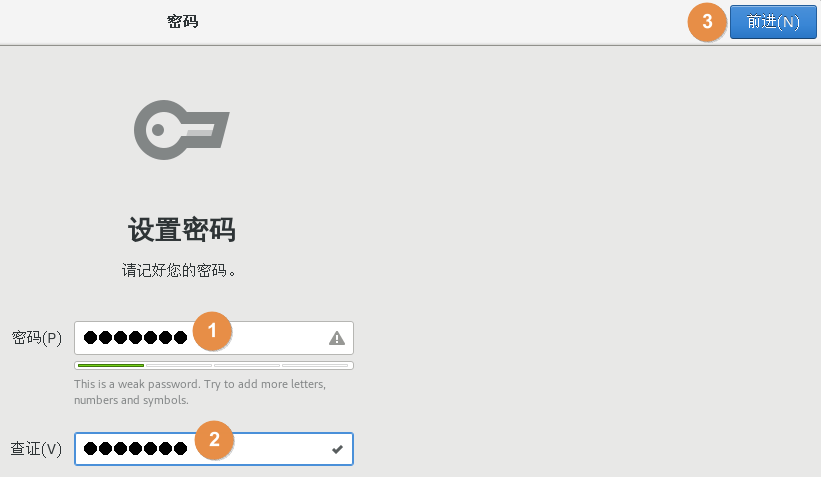 密码
3
前进(N)
设置密码
请记好您的密码。
密码(P)
1
This is a weak password. Try to add more letters,
numbers and symbols.
查证(V)
2